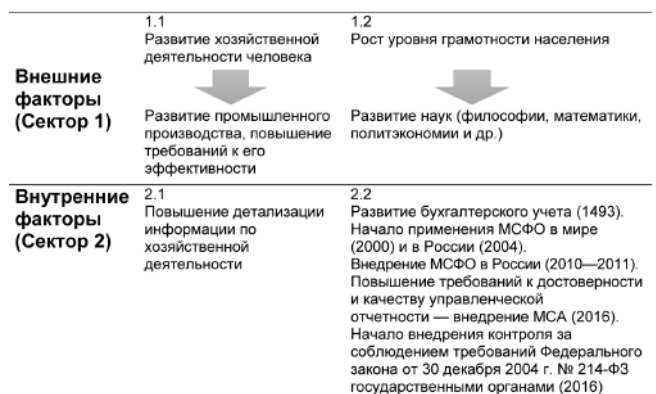 1.1
Развитие хозяйственной
деятельности человека
1.2
Рост уровня грамотности населения
Внешние
факторы
(Сектор 1)
Развитие промышленного
производства, повышение
требований к его
эффективности
Развитие наук (философии, математики,
политэкономии и др.)
Внутренние
факторы
(Сектор 2)
2.1
Повышение детализации
информации по
хозяйственной
деятельности
2.2
Развитие бухгалтерского учета (1493).
Начало применения МСФО в мире
(2000) и в России (2004).
Внедрение МСФО в России (2010—2011).
Повышение требований к достоверности
и качеству управленческой
отчетности — внедрение МСА (2016).
Начало внедрения контроля за
соблюдением требований Федерального
закона от 30 декабря 2004 г. № 214-ФЗ
государственными органами (2016)